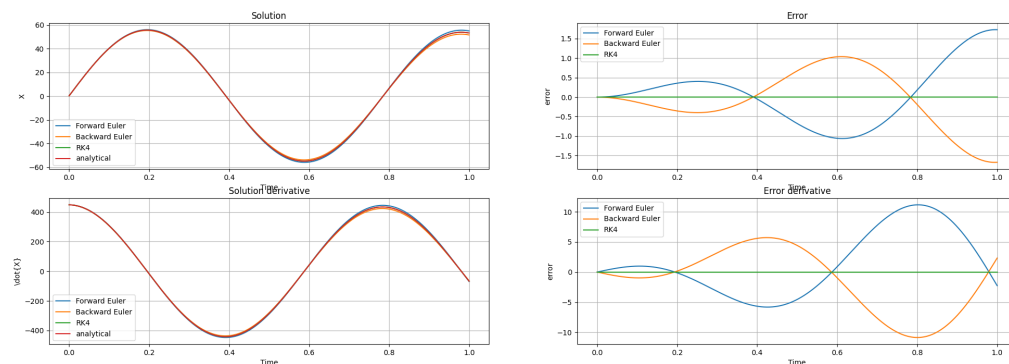 Solution
60
40
20
0
−20
−40
−60
X
Forward Euler
Backward Euler
RK4
analytical
0.0 0.2 0.4 0.6 0.8 1.0
Time
Error
1.5
1.0
0.5
0.0
−0.5
−1.0
−1.5
error
Forward Euler
Backward Euler
RK4
0.0 0.2 0.4 0.6 0.8 1.0
Time
Solution derivative
400
200
0
−200
−400
\dot{X}
Forward Euler
Backward Euler
RK4
analytical
0.0 0.2 0.4 0.6 0.8 1.0
Time
Error derivative
10
5
0
−5
−10
error
Forward Euler
Backward Euler
RK4
0.0 0.2 0.4 0.6 0.8 1.0
Time